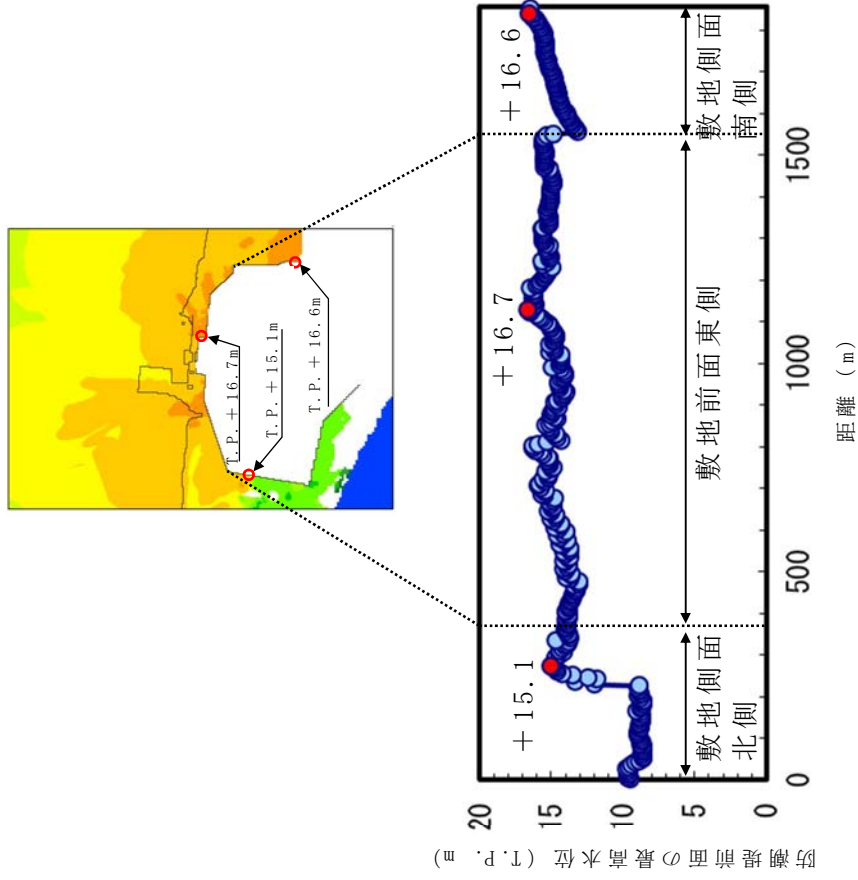 T.P.+16.7m
T.P.+15.1m
T.P.+16.6m
防潮堤前面の最高水位 (T.P. m)
20
15
10
5
0
+15.1
+16.7
+16.6
敷地側面
北側
敷地前面東側
敷地側面
南側
0
500
1000
1500
距離 (m)